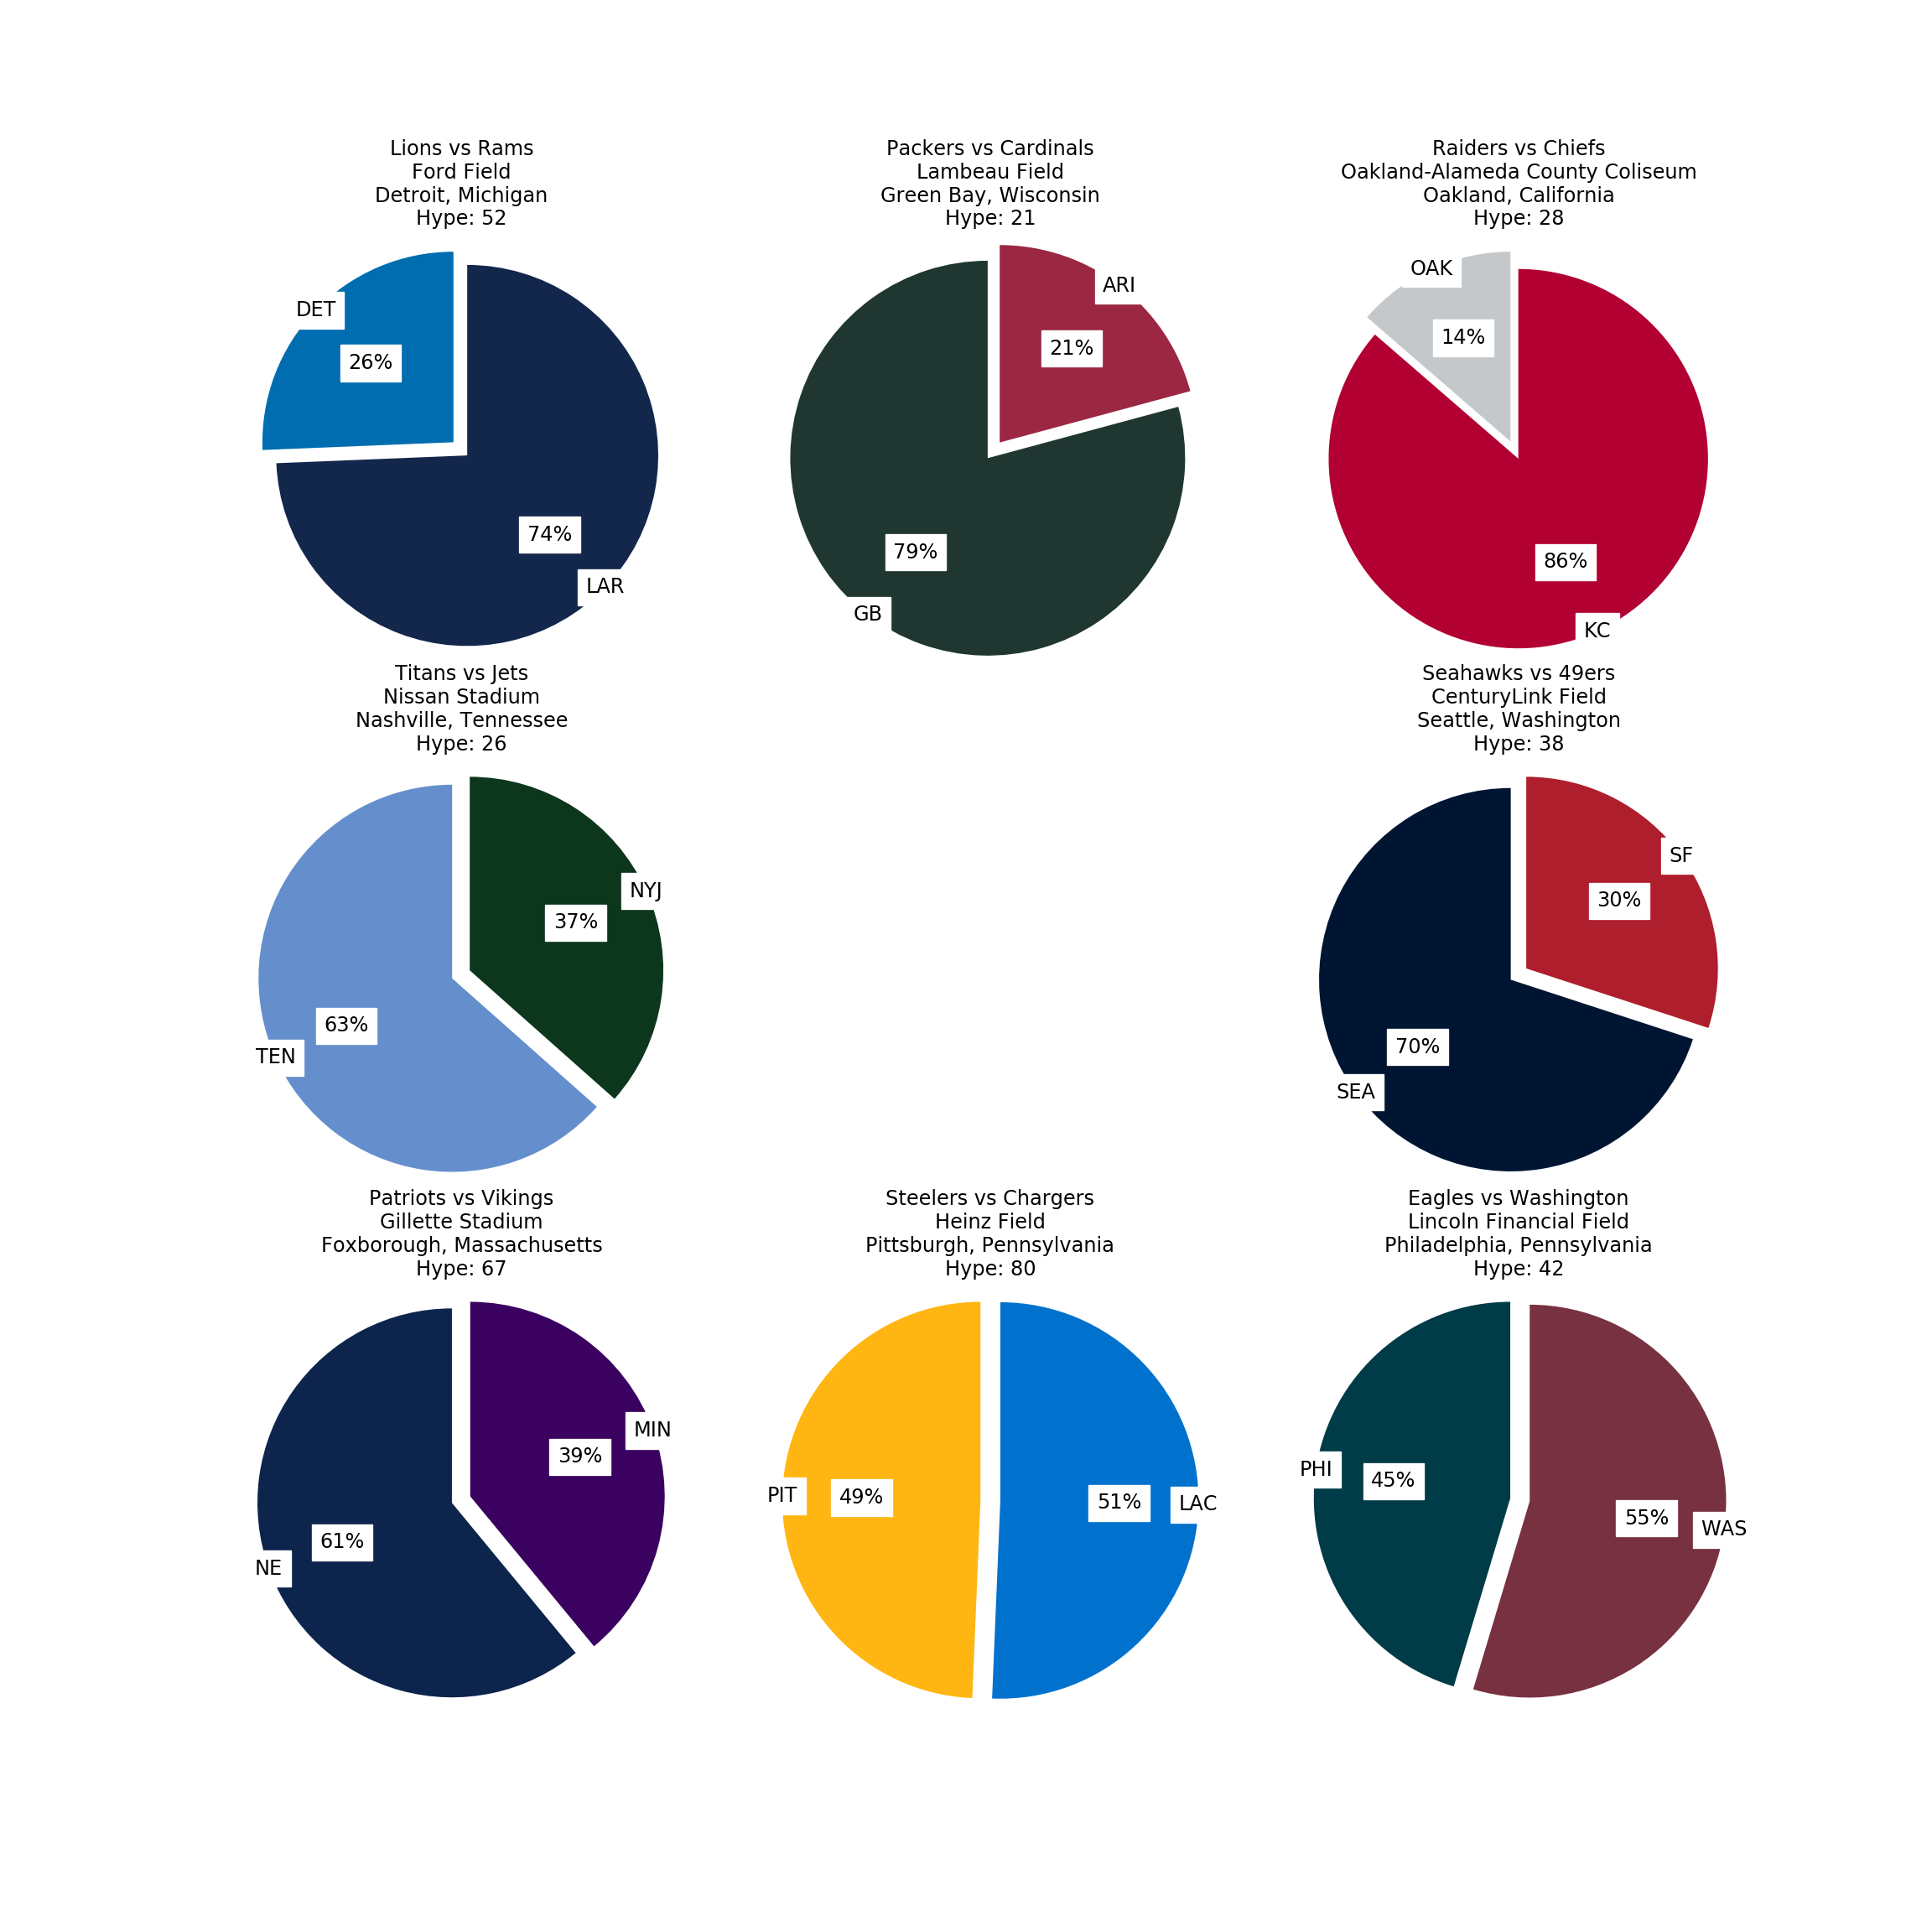 Lions vs Rams
Ford Field
Detroit, Michigan
Hype: 52
DET
26%
74%
LAR
Packers vs Cardinals
Lambeau Field
Green Bay, Wisconsin
Hype: 21
ARI
21%
79%
GB
Raiders vs Chiefs
Oakland-Alameda County Coliseum
Oakland, California
Hype: 28
OAK
14%
86%
KC
Titans vs Jets
Nissan Stadium
Nashville, Tennessee
Hype: 26
NYJ
37%
63%
TEN
Seahawks vs 49ers
CenturyLink Field
Seattle, Washington
Hype: 38
SF
30%
70%
SEA
Patriots vs Vikings
Gillette Stadium
Foxborough, Massachusetts
Hype: 67
MIN
39%
61%
NE
Steelers vs Chargers
Heinz Field
Pittsburgh, Pennsylvania
Hype: 80
PIT
49%
51%
LAC
Eagles vs Washington
Lincoln Financial Field
Philadelphia, Pennsylvania
Hype: 42
PHI
45%
55%
WAS